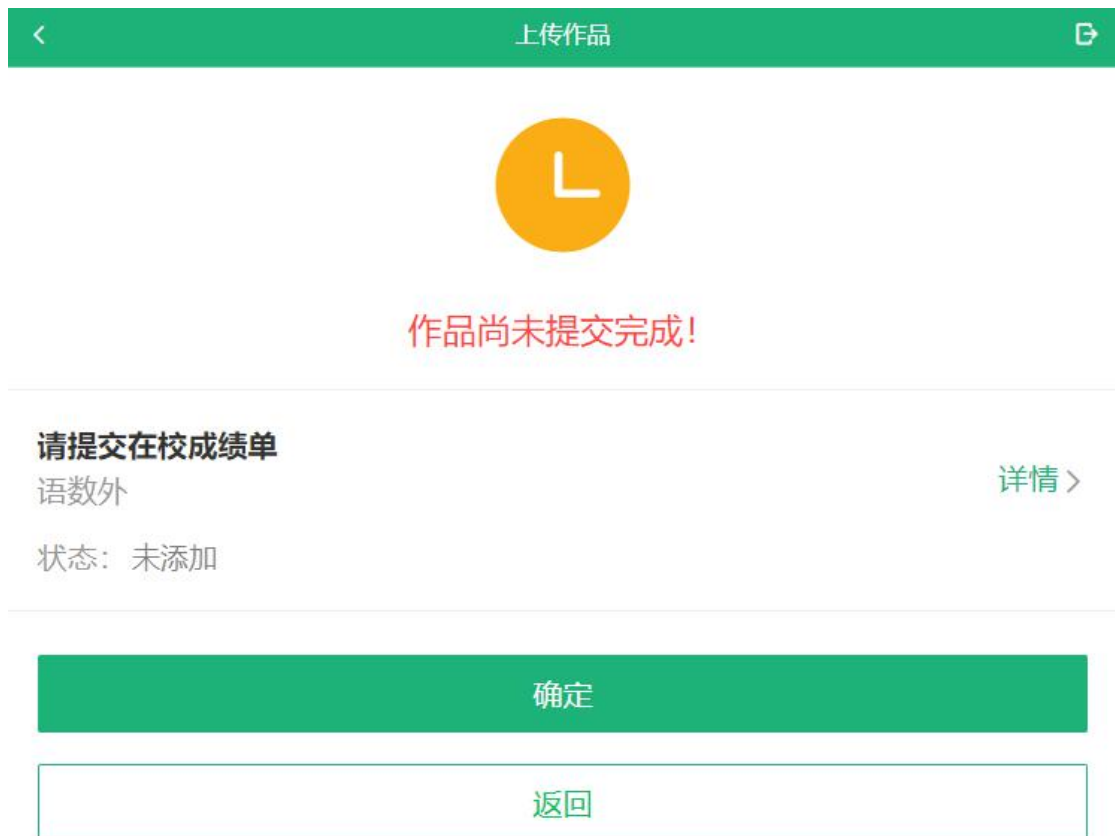 上传作品
作品尚未提交完成！
请提交在校成绩单
语数外
详情
状态： 未添加
确定
返回